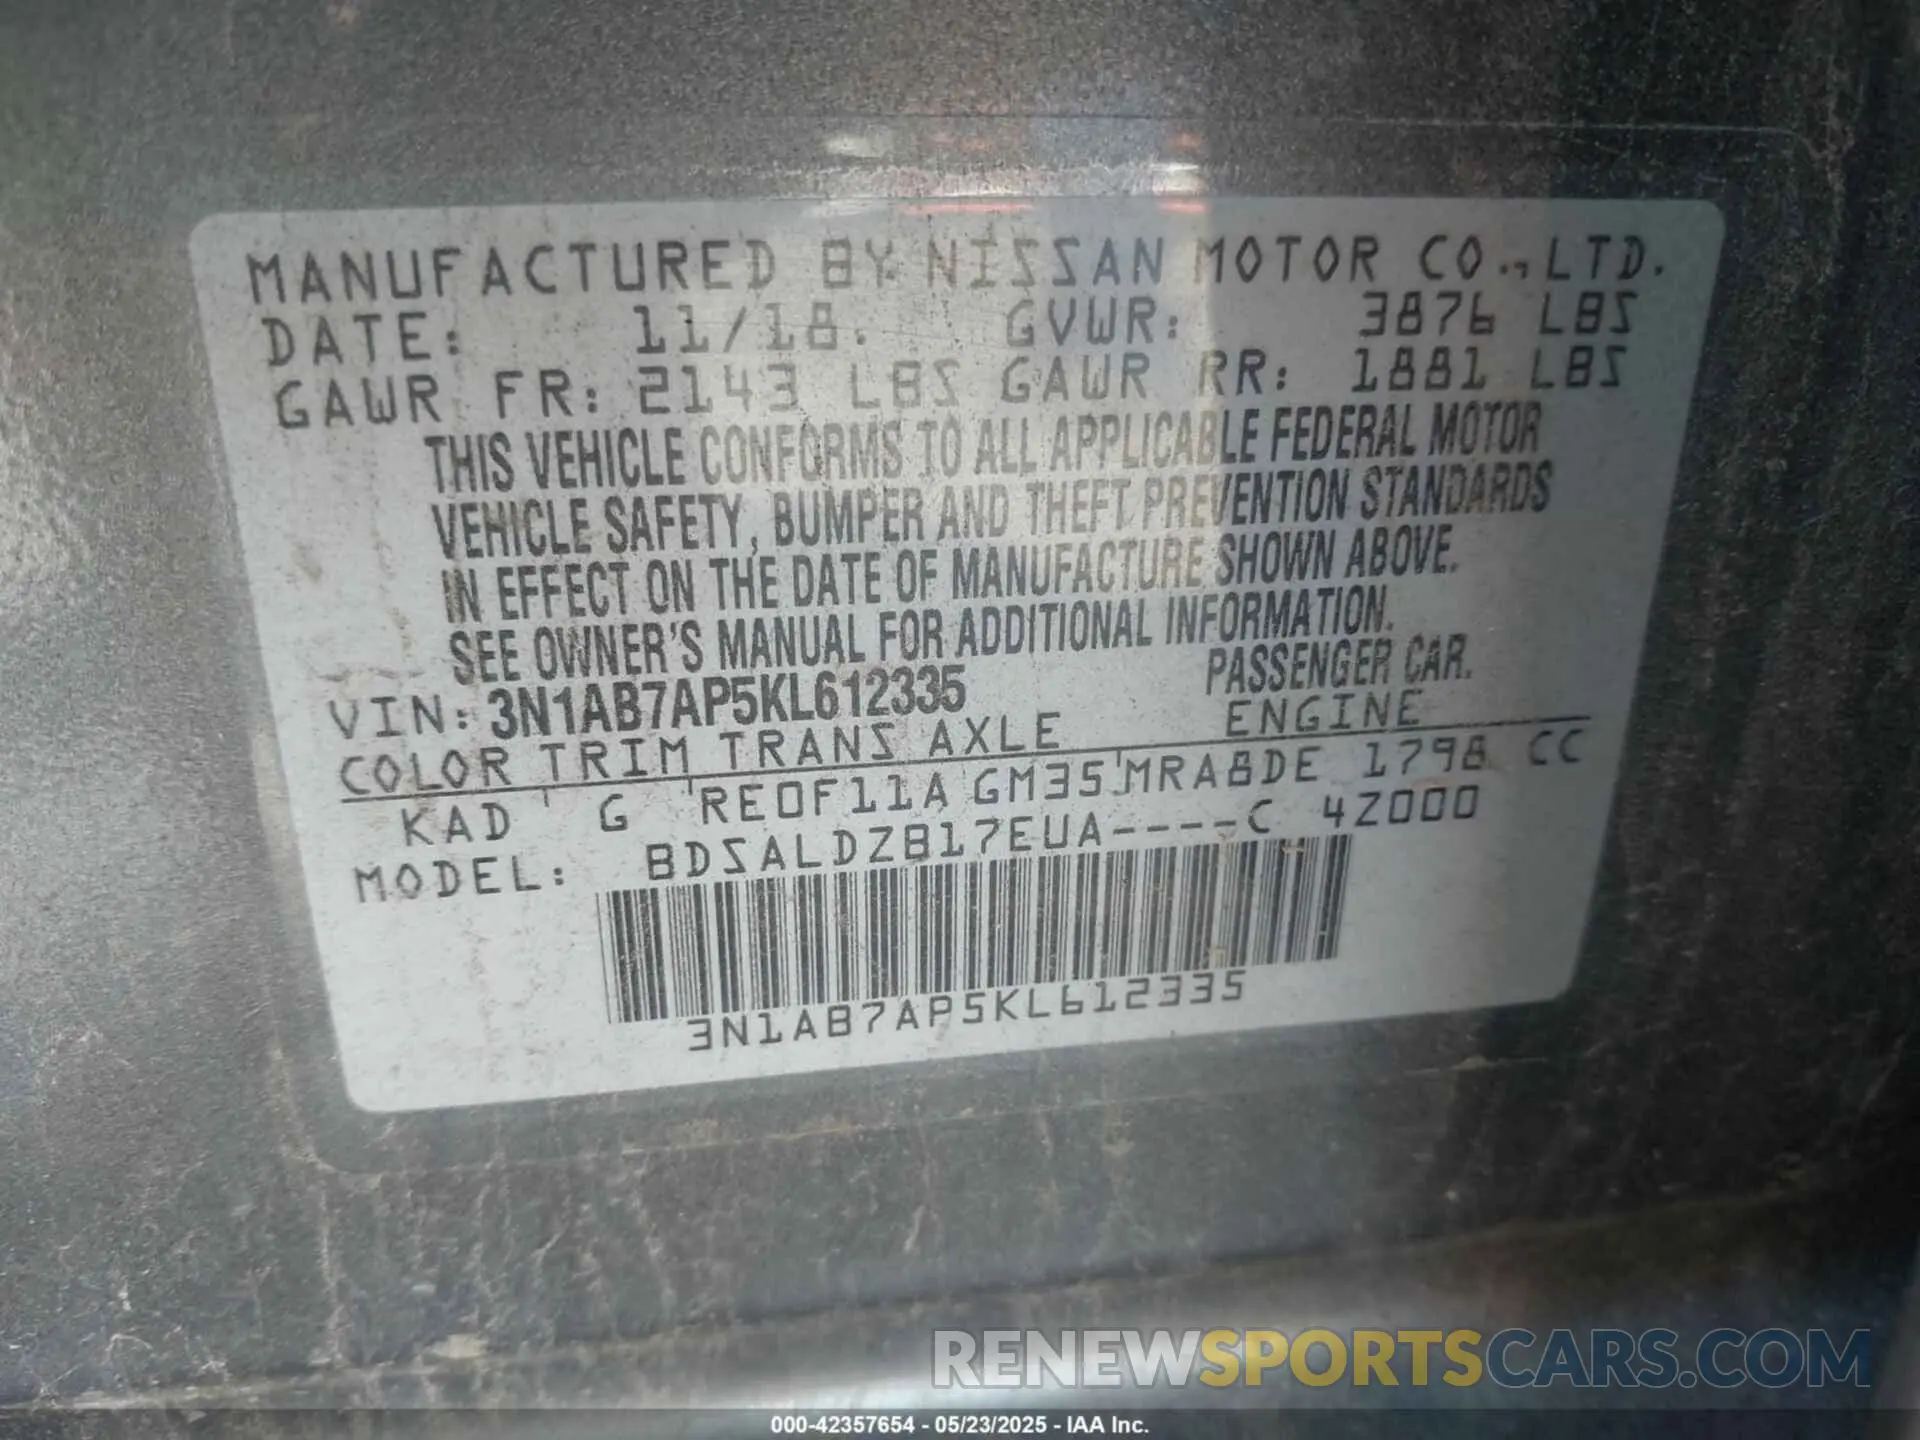 MANUFACTURED BY NISSAN MOTOR CO., LTD.
DATE: 11/18. GVWR: 3876 LBS
GAWR FR: 2143 LBS GAWR RR: 1881 LBS
THIS VEHICLE CONFORMS TO ALL APPLICABLE FEDERAL MOTOR
VEHICLE SAFETY, BUMPER AND THEFT PREVENTION STANDARDS
IN EFFECT ON THE DATE OF MANUFACTURE SHOWN ABOVE.
SEE OWNER'S MANUAL FOR ADDITIONAL INFORMATION.
VIN: 3N1AB7AP5KL612335 PASSENGER CAR.
COLOR TRIM TRANS AXLE ENGINE
KAD G RE0F11A GM35 MRA8DE 1798 CC
MODEL: BDSALDZB17EUA----C 4Z000
3N1AB7AP5KL612335
RENEWSPORTSCARS.COM
000-42357654 - 05/23/2025 - IAA Inc.